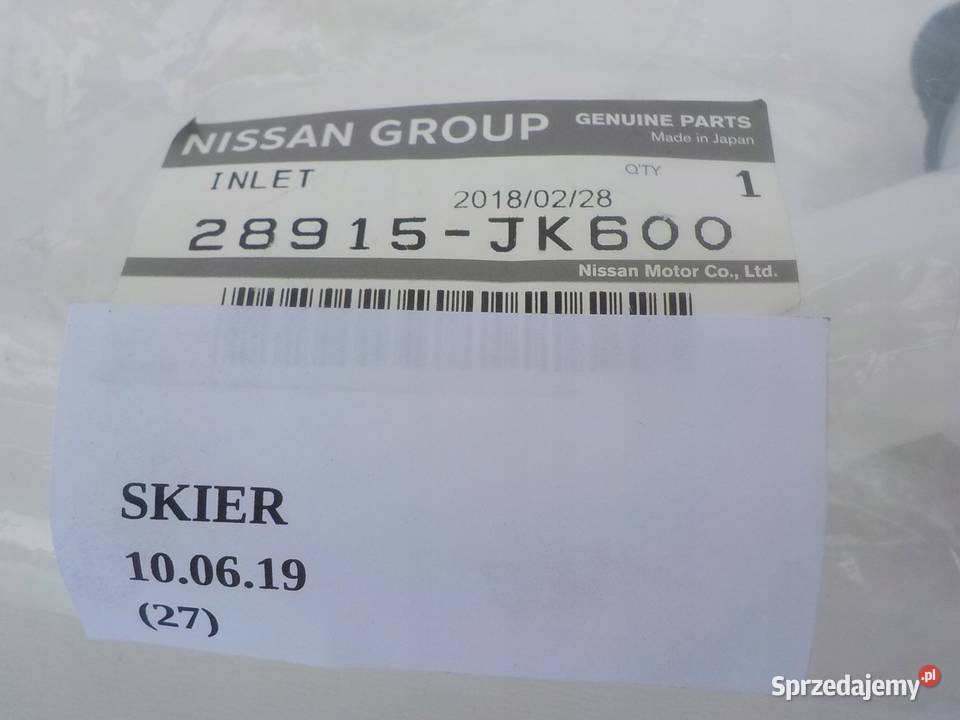 NISSAN GROUP GENUINE PARTS
Made in Japan
INLET Q'TY 1
2018/02/28
28915-JK600
Nissan Motor Co., Ltd.
SKIER
10.06.19
(27)
Sprzedajemy.pl